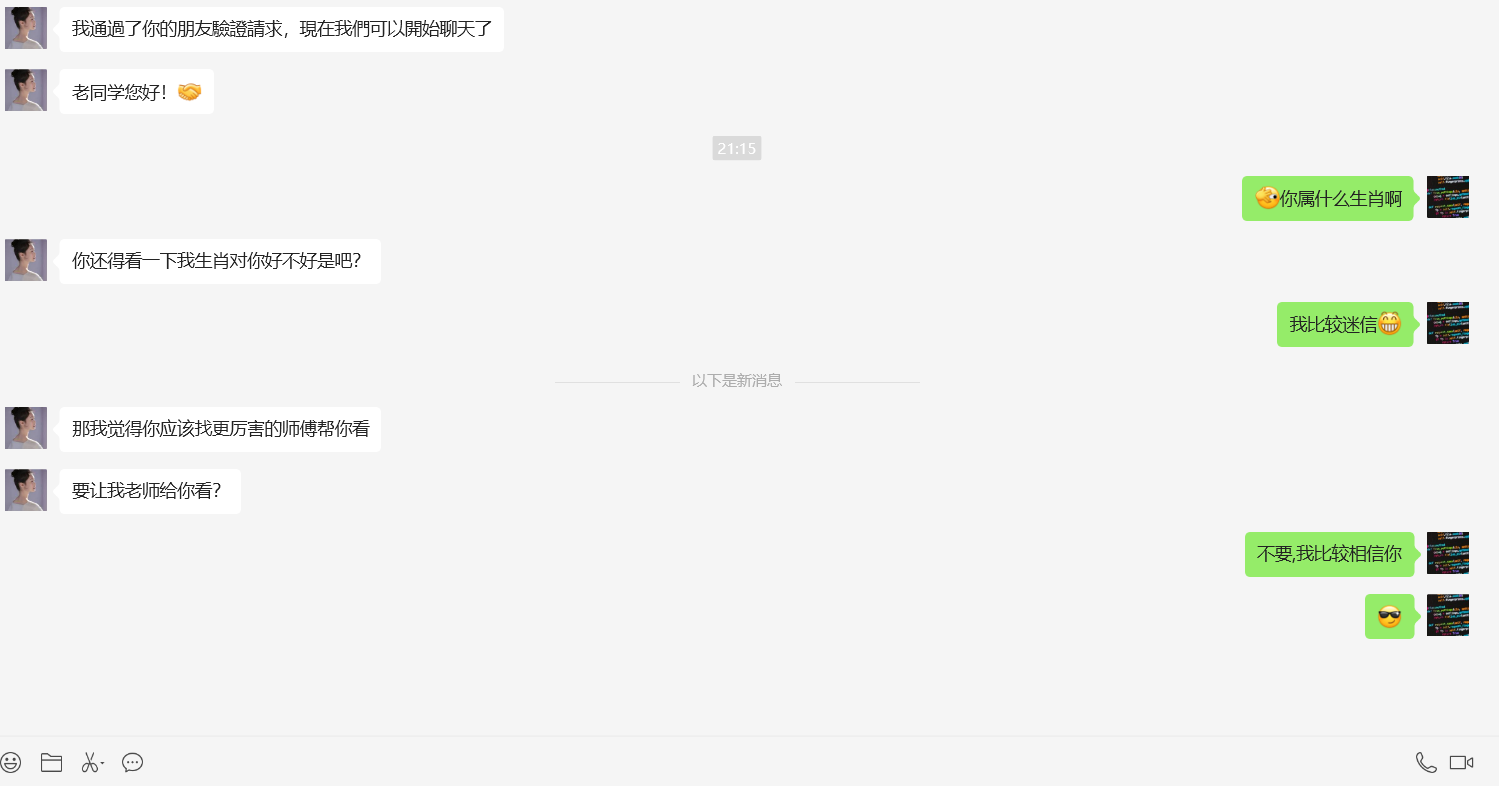 我通過了你的朋友驗證請求，現在我們可以開始聊天了
老同学您好！🤝
21:15
🫣你属什么生肖啊
你还得看一下我生肖对你好不好是吧？
我比较迷信😁
以下是新消息
那我觉得你应该找更厉害的师傅帮你看
要让我老师给你看？
不要,我比较相信你
😎